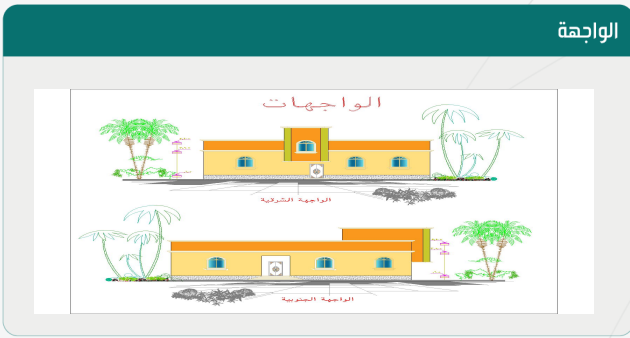 الواجهة
الواجهات
الواجهة الشرقية
الواجهة الجنوبية